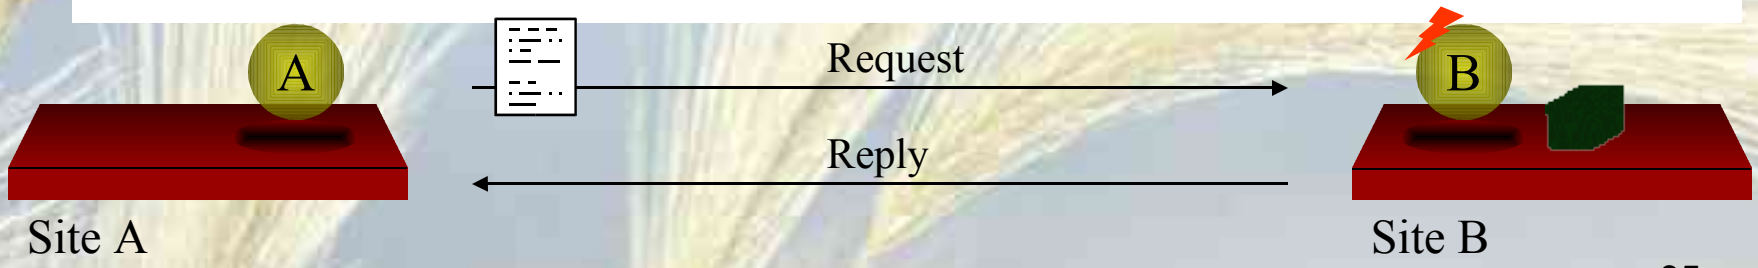 A
Request
B
Reply
Site A
Site B